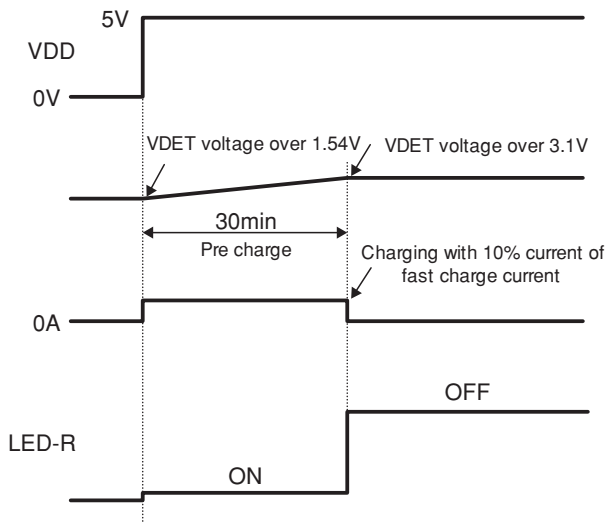 5V
VDD
0V
VDET voltage over 1.54V
VDET voltage over 3.1V
30min
Pre charge
Charging with 10% current of
fast charge current
0A
OFF
LED-R
ON